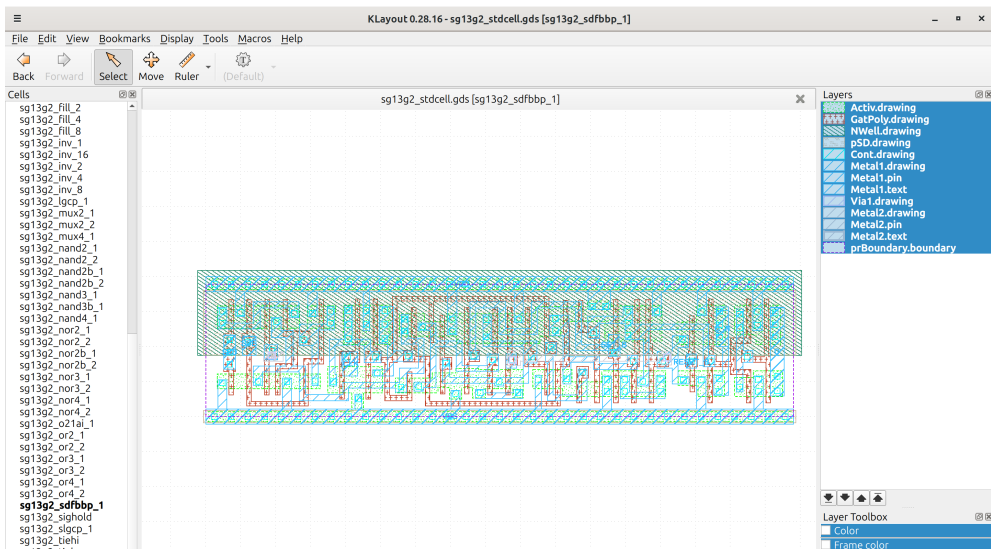 KLayout 0.28.16 - sg13g2_stdcell.gds [sg13g2_sdfbbp_1]
File Edit View Bookmarks Display Tools Macros Help
Back Forward Select Move Ruler (Default)
Cells
sg13g2_fill_2
sg13g2_fill_4
sg13g2_fill_8
sg13g2_inv_1
sg13g2_inv_16
sg13g2_inv_2
sg13g2_inv_4
sg13g2_inv_8
sg13g2_lgcp_1
sg13g2_mux2_1
sg13g2_mux2_2
sg13g2_mux4_1
sg13g2_nand2_1
sg13g2_nand2_2
sg13g2_nand2b_1
sg13g2_nand2b_2
sg13g2_nand3_1
sg13g2_nand3b_1
sg13g2_nand4_1
sg13g2_nor2_1
sg13g2_nor2_2
sg13g2_nor2b_1
sg13g2_nor2b_2
sg13g2_nor3_1
sg13g2_nor3_2
sg13g2_nor4_1
sg13g2_nor4_2
sg13g2_o21ai_1
sg13g2_or2_1
sg13g2_or2_2
sg13g2_or3_1
sg13g2_or3_2
sg13g2_or4_1
sg13g2_or4_2
sg13g2_sdfbbp_1
sg13g2_sighold
sg13g2_slgcp_1
sg13g2_tiehi
sg13g2_stdcell.gds [sg13g2_sdfbbp_1]
Layers
Activ.drawing
GatPoly.drawing
NWell.drawing
pSD.drawing
Cont.drawing
Metal1.drawing
Metal1.pin
Metal1.text
Via1.drawing
Metal2.drawing
Metal2.pin
Metal2.text
prBoundary.boundary
Layer Toolbox
Color
Frame color